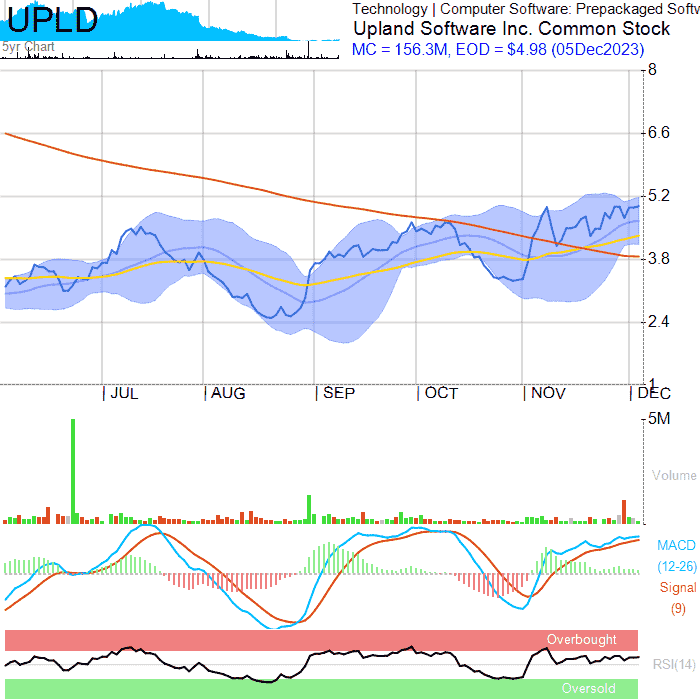 UPLD
Technology | Computer Software: Prepackaged Softw
Upland Software Inc. Common Stock
5yr Chart
MC = 156.3M, EOD = $4.98 (05Dec2023)
8
6.6
5.2
3.8
2.4
1
JUL AUG SEP OCT NOV DEC
5M
Volume
MACD
(12-26)
Signal
(9)
Overbought
RSI(14)
Oversold